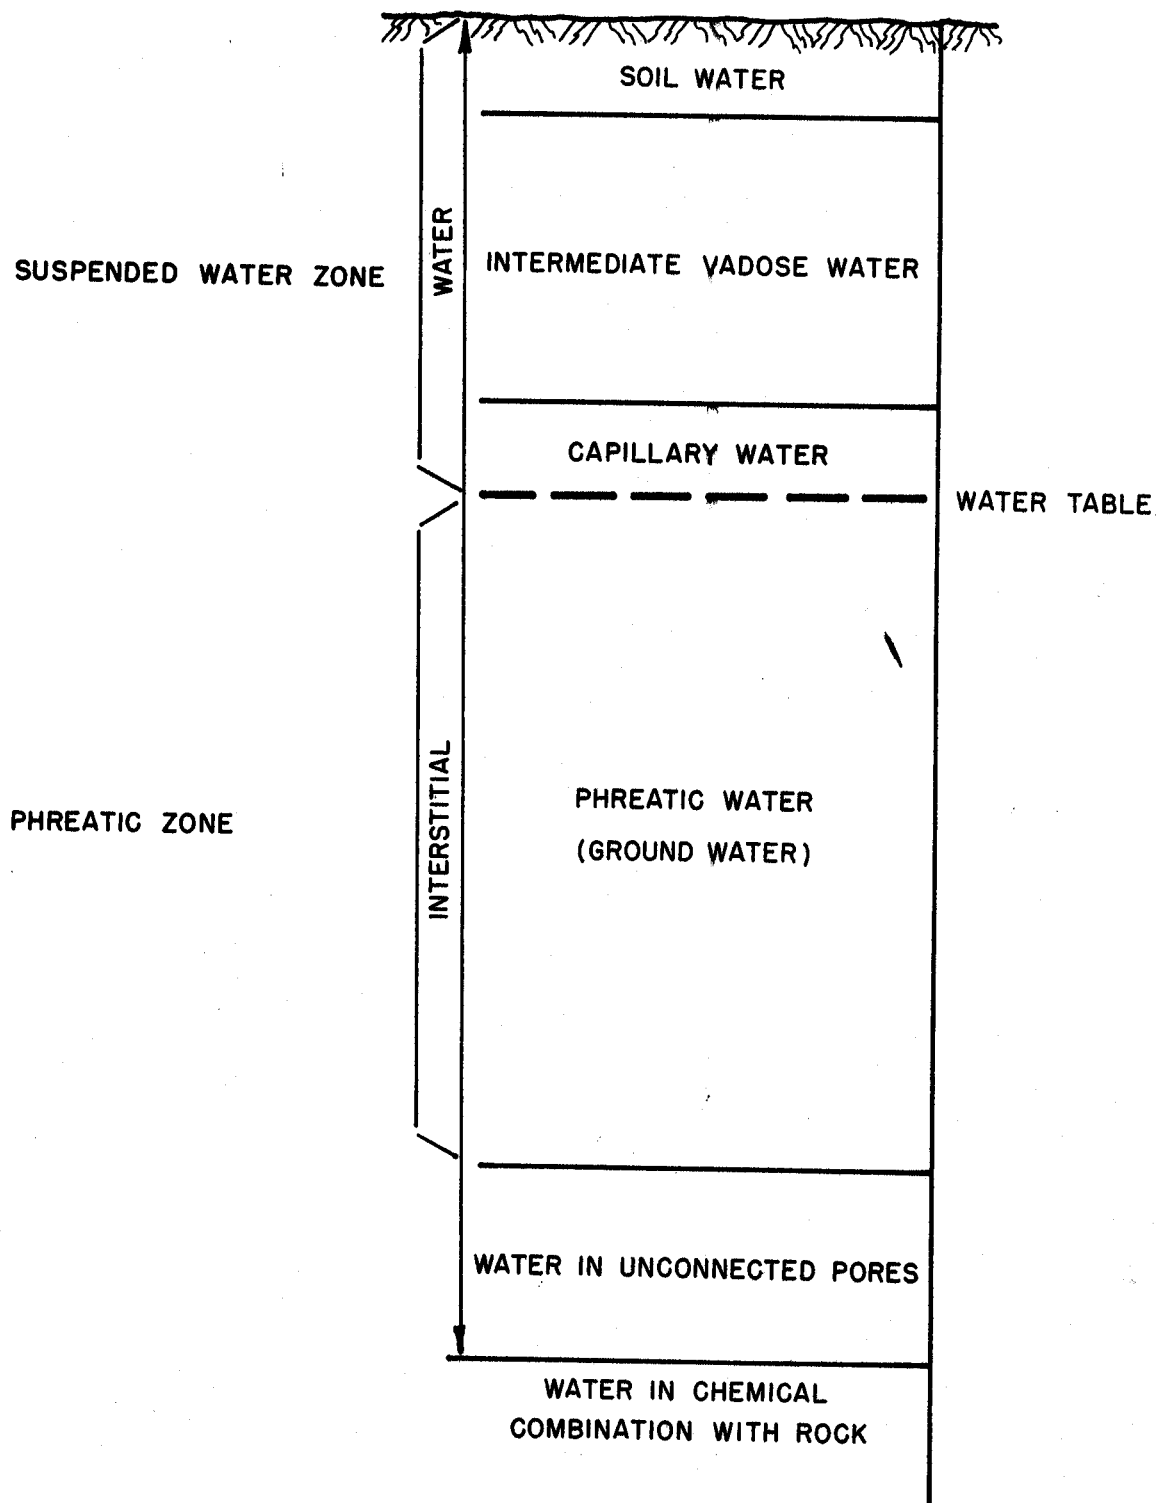 SOIL WATER
SUSPENDED WATER ZONE
WATER
INTERMEDIATE VADOSE WATER
CAPILLARY WATER
WATER TABLE
PHREATIC ZONE
INTERSTITIAL
PHREATIC WATER
(GROUND WATER)
WATER IN UNCONNECTED PORES
WATER IN CHEMICAL
COMBINATION WITH ROCK